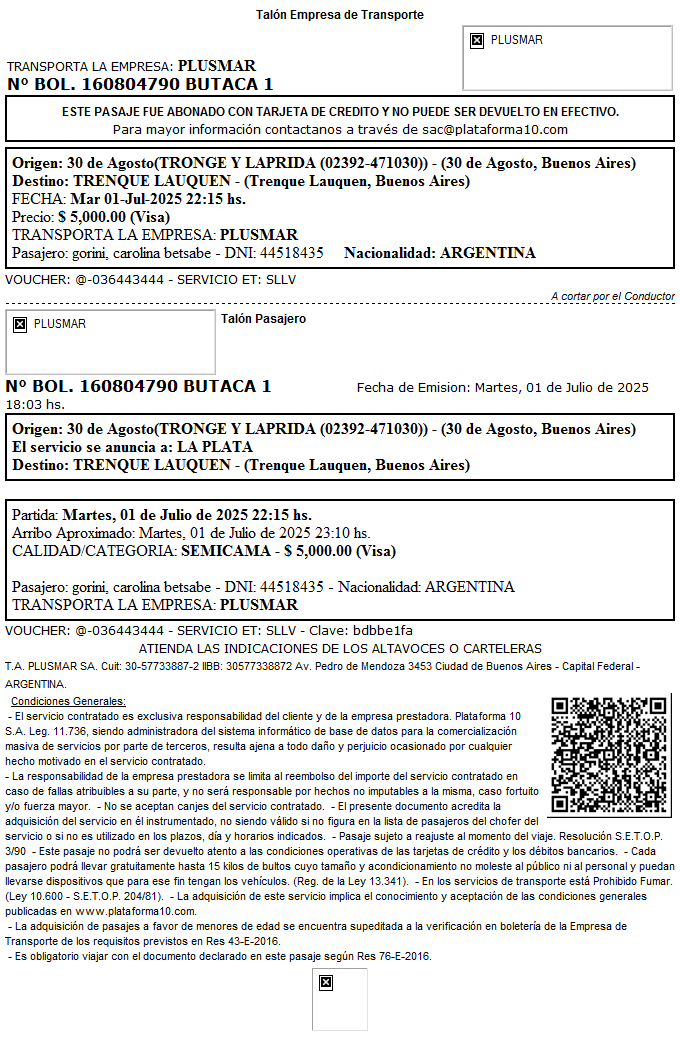 Talón Empresa de Transporte
PLUSMAR
TRANSPORTA LA EMPRESA: PLUSMAR
Nº BOL. 160804790 BUTACA 1
ESTE PASAJE FUE ABONADO CON TARJETA DE CREDITO Y NO PUEDE SER DEVUELTO EN EFECTIVO.
Para mayor información contactanos a través de sac@plataforma10.com
Origen: 30 de Agosto(TRONGE Y LAPRIDA (02392-471030)) - (30 de Agosto, Buenos Aires)
Destino: TRENQUE LAUQUEN - (Trenque Lauquen, Buenos Aires)
FECHA: Mar 01-Jul-2025 22:15 hs.
Precio: $ 5,000.00 (Visa)
TRANSPORTA LA EMPRESA: PLUSMAR
Pasajero: gorini, carolina betsabe - DNI: 44518435 Nacionalidad: ARGENTINA
VOUCHER: @-036443444 - SERVICIO ET: SLLV
A cortar por el Conductor
PLUSMAR
Talón Pasajero
Nº BOL. 160804790 BUTACA 1 Fecha de Emision: Martes, 01 de Julio de 2025
18:03 hs.
Origen: 30 de Agosto(TRONGE Y LAPRIDA (02392-471030)) - (30 de Agosto, Buenos Aires)
El servicio se anuncia a: LA PLATA
Destino: TRENQUE LAUQUEN - (Trenque Lauquen, Buenos Aires)
Partida: Martes, 01 de Julio de 2025 22:15 hs.
Arribo Aproximado: Martes, 01 de Julio de 2025 23:10 hs.
CALIDAD/CATEGORIA: SEMICAMA - $ 5,000.00 (Visa)
Pasajero: gorini, carolina betsabe - DNI: 44518435 - Nacionalidad: ARGENTINA
TRANSPORTA LA EMPRESA: PLUSMAR
VOUCHER: @-036443444 - SERVICIO ET: SLLV - Clave: bdbbe1fa
ATIENDA LAS INDICACIONES DE LOS ALTAVOCES O CARTELERAS
T.A. PLUSMAR SA. Cuit: 30-57733887-2 IIBB: 30577338872 Av. Pedro de Mendoza 3453 Ciudad de Buenos Aires - Capital Federal -
ARGENTINA.
Condiciones Generales:
- El servicio contratado es exclusiva responsabilidad del cliente y de la empresa prestadora. Plataforma 10
S.A. Leg. 11.736, siendo administradora del sistema informático de base de datos para la comercialización
masiva de servicios por parte de terceros, resulta ajena a todo daño y perjuicio ocasionado por cualquier
hecho motivado en el servicio contratado.
- La responsabilidad de la empresa prestadora se limita al reembolso del importe del servicio contratado en
caso de fallas atribuibles a su parte, y no será responsable por hechos no imputables a la misma, caso fortuito
y/o fuerza mayor. - No se aceptan canjes del servicio contratado. - El presente documento acredita la
adquisición del servicio en él instrumentado, no siendo válido si no figura en la lista de pasajeros del chofer del
servicio o si no es utilizado en los plazos, día y horarios indicados. - Pasaje sujeto a reajuste al momento del viaje. Resolución S.E.T.O.P.
3/90 - Este pasaje no podrá ser devuelto atento a las condiciones operativas de las tarjetas de crédito y los débitos bancarios. - Cada
pasajero podrá llevar gratuitamente hasta 15 kilos de bultos cuyo tamaño y acondicionamiento no moleste al público ni al personal y puedan
llevarse dispositivos que para ese fin tengan los vehículos. (Reg. de la Ley 13.341). - En los servicios de transporte está Prohibido Fumar.
(Ley 10.600 - S.E.T.O.P. 204/81). - La adquisición de este servicio implica el conocimiento y aceptación de las condiciones generales
publicadas en www.plataforma10.com.
- La adquisición de pasajes a favor de menores de edad se encuentra supeditada a la verificación en boletería de la Empresa de
Transporte de los requisitos previstos en Res 43-E-2016.
- Es obligatorio viajar con el documento declarado en este pasaje según Res 76-E-2016.